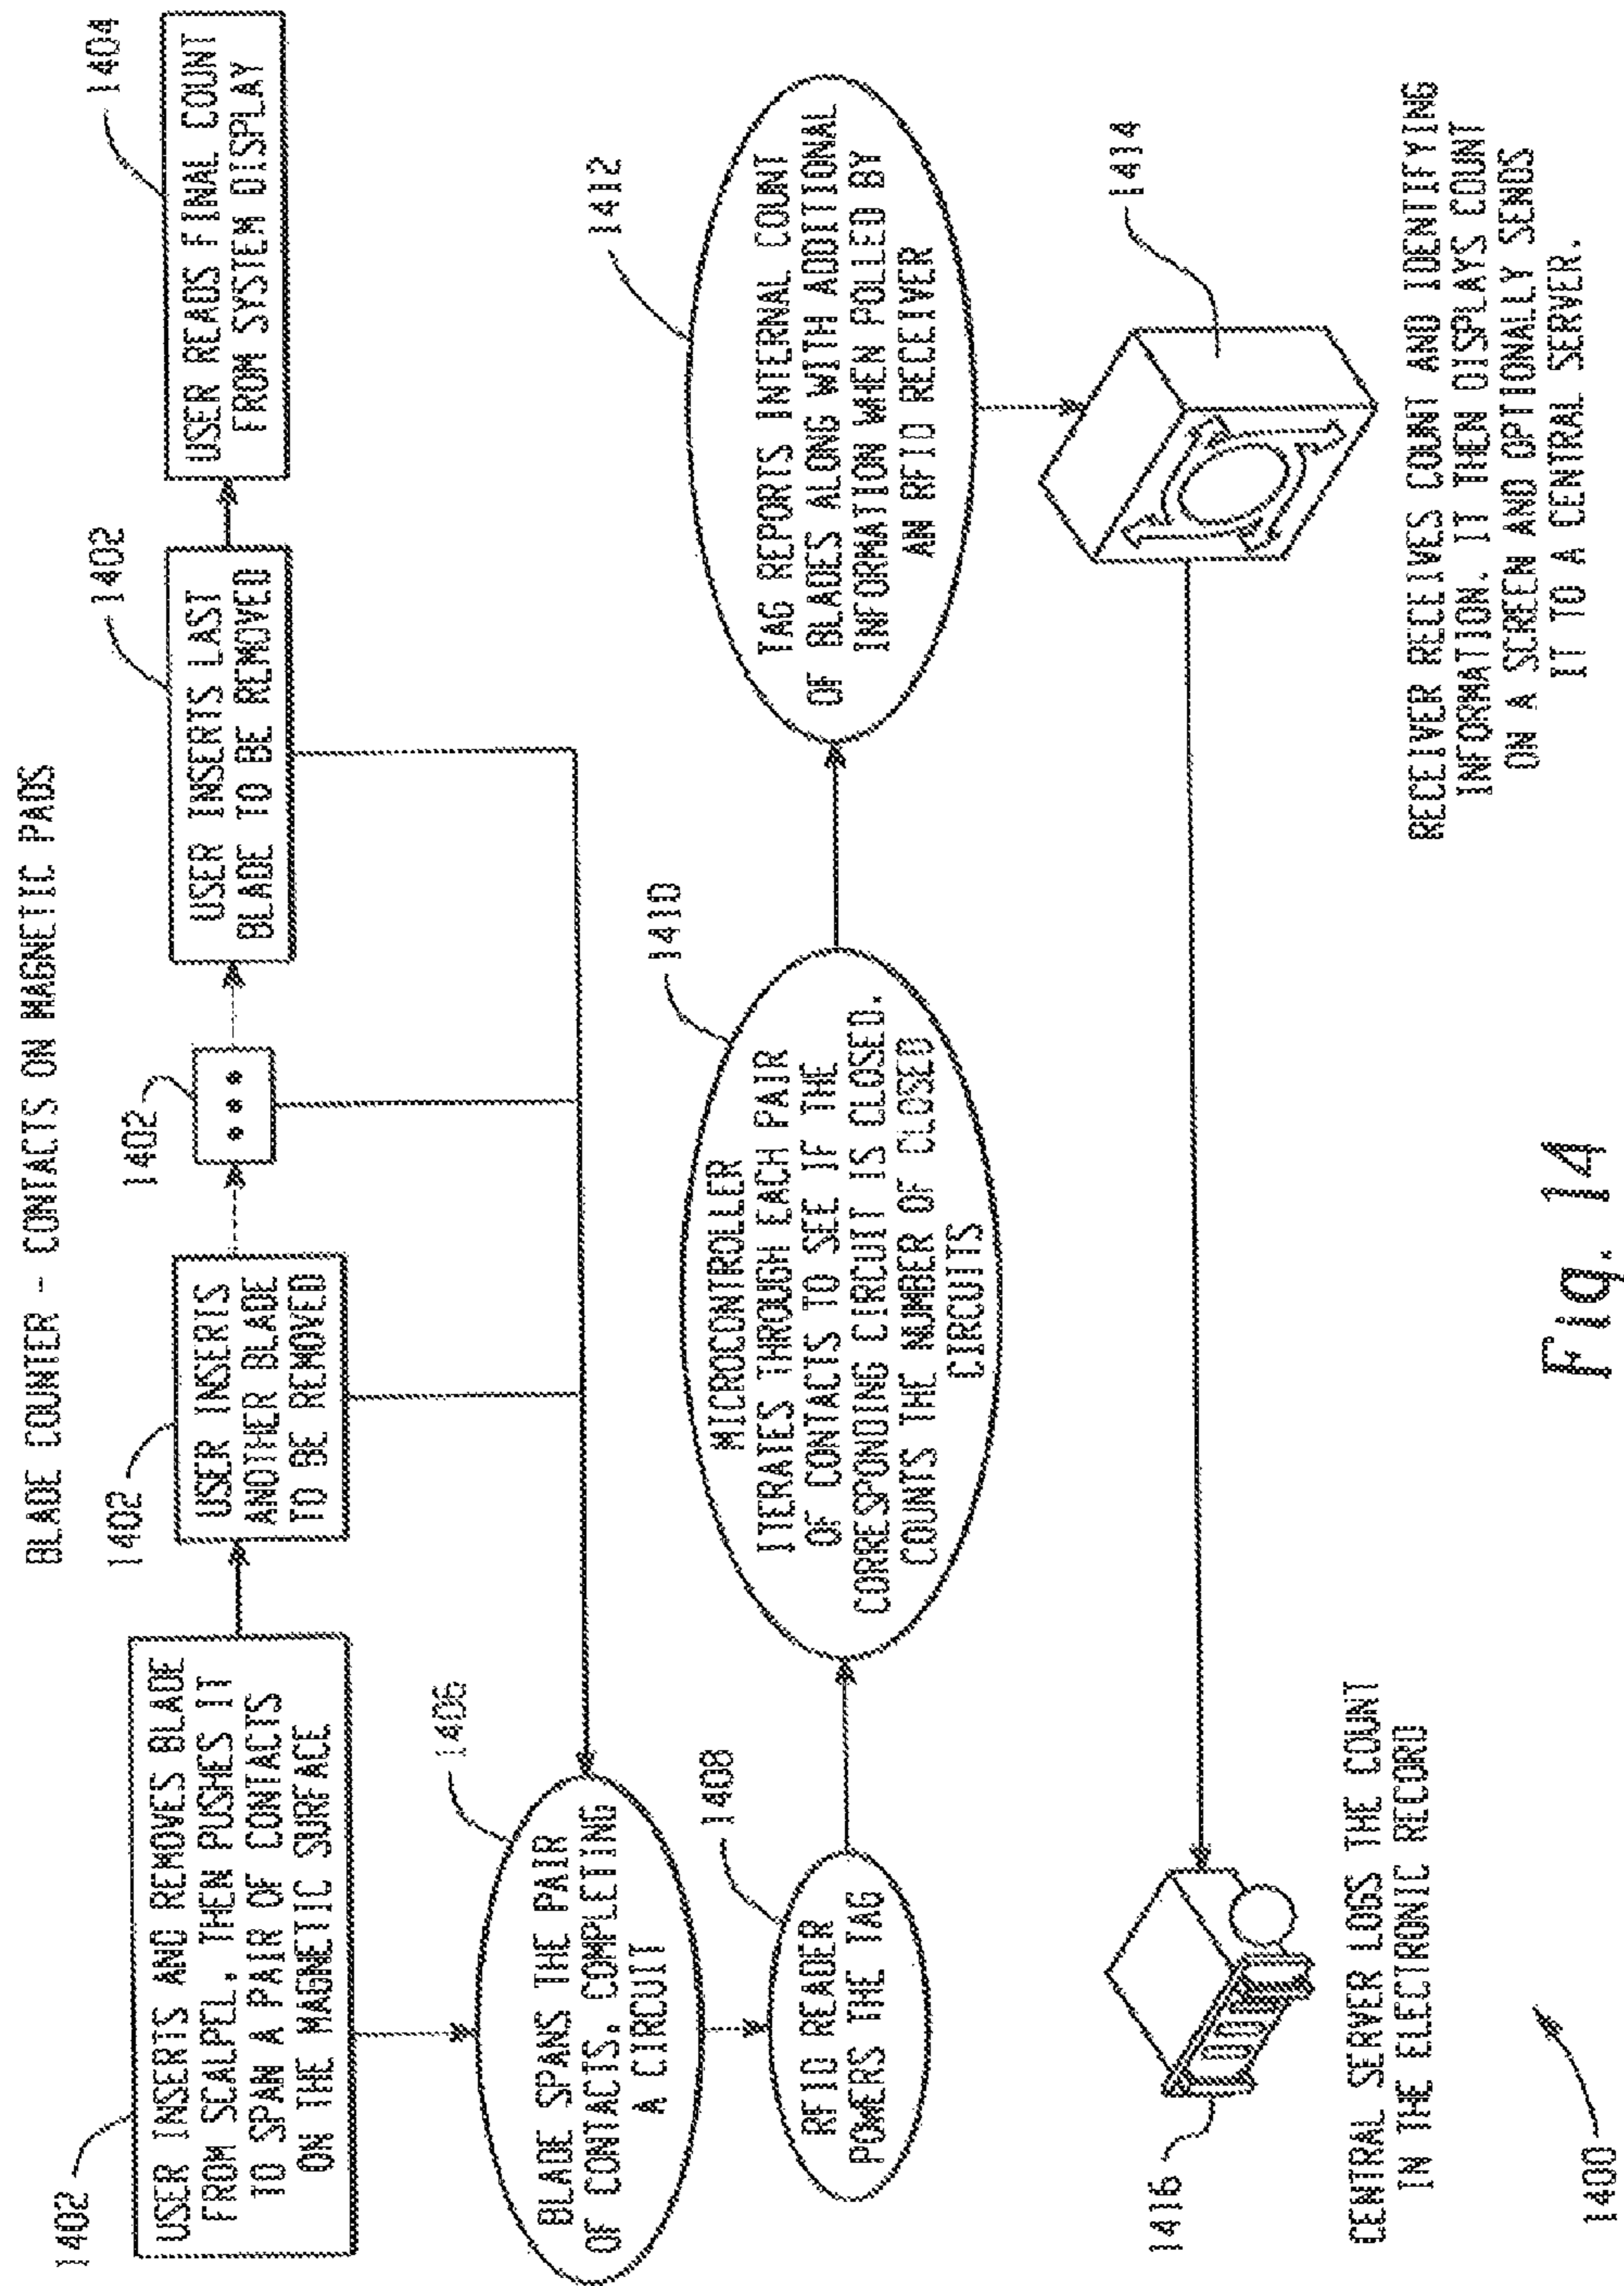 BLADE COUNTER - CONTACTS ON MAGNETIC PADS
1402
USER INSERTS AND REMOVES BLADE
FROM SCALPEL. THEN PUSHES IT
TO SPAN A PAIR OF CONTACTS
ON THE MAGNETIC SURFACE
1402
USER INSERTS
ANOTHER BLADE
TO BE REMOVED
1402
1402
USER INSERTS LAST
BLADE TO BE REMOVED
1404
USER READS FINAL COUNT
FROM SYSTEM DISPLAY
1406
BLADE SPANS THE PAIR
OF CONTACTS, COMPLETING
A CIRCUIT
1408
RFID READER
POWERS THE TAG
1410
MICROCONTROLLER
ITERATES THROUGH EACH PAIR
OF CONTACTS TO SEE IF THE
CORRESPONDING CIRCUIT IS CLOSED.
COUNTS THE NUMBER OF CLOSED
CIRCUITS
1412
TAG REPORTS INTERNAL COUNT
OF BLADES ALONG WITH ADDITIONAL
INFORMATION WHEN POLLED BY
AN RFID RECEIVER
1414
RECEIVER RECEIVES COUNT AND IDENTIFYING
INFORMATION. IT THEN DISPLAYS COUNT
ON A SCREEN AND OPTIONALLY SENDS
IT TO A CENTRAL SERVER.
1416
CENTRAL SERVER LOGS THE COUNT
IN THE ELECTRONIC RECORD
1400
Fig. 14